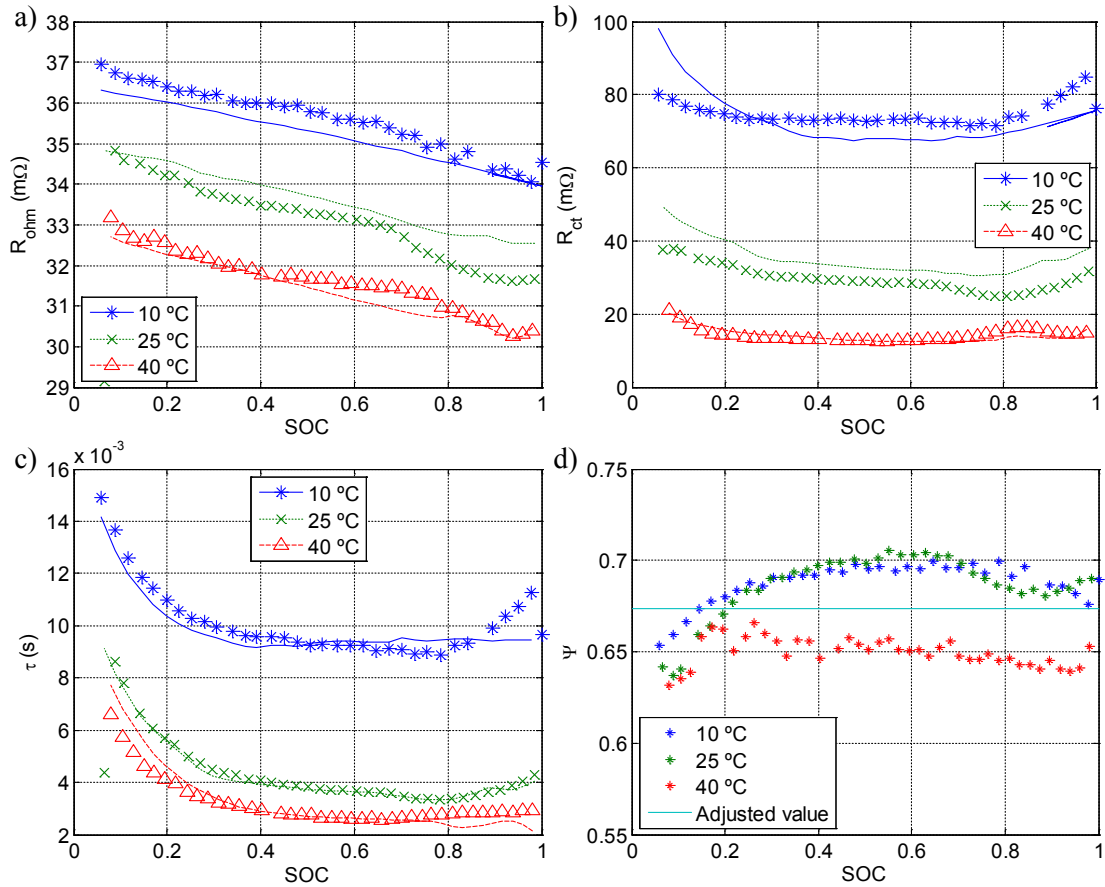 a)
38
37
36
35
34
33
32
31
30
29
R_ohm (mΩ)
10 ºC
25 ºC
40 ºC
0
0.2
0.4
0.6
0.8
1
SOC
b)
100
80
60
40
20
0
R_ct (mΩ)
10 ºC
25 ºC
40 ºC
0
0.2
0.4
0.6
0.8
1
SOC
c)
x 10^-3
16
14
12
10
8
6
4
2
τ (s)
10 ºC
25 ºC
40 ºC
0
0.2
0.4
0.6
0.8
1
SOC
d)
0.75
0.7
0.65
0.6
0.55
Ψ
10 ºC
25 ºC
40 ºC
Adjusted value
0
0.2
0.4
0.6
0.8
1
SOC